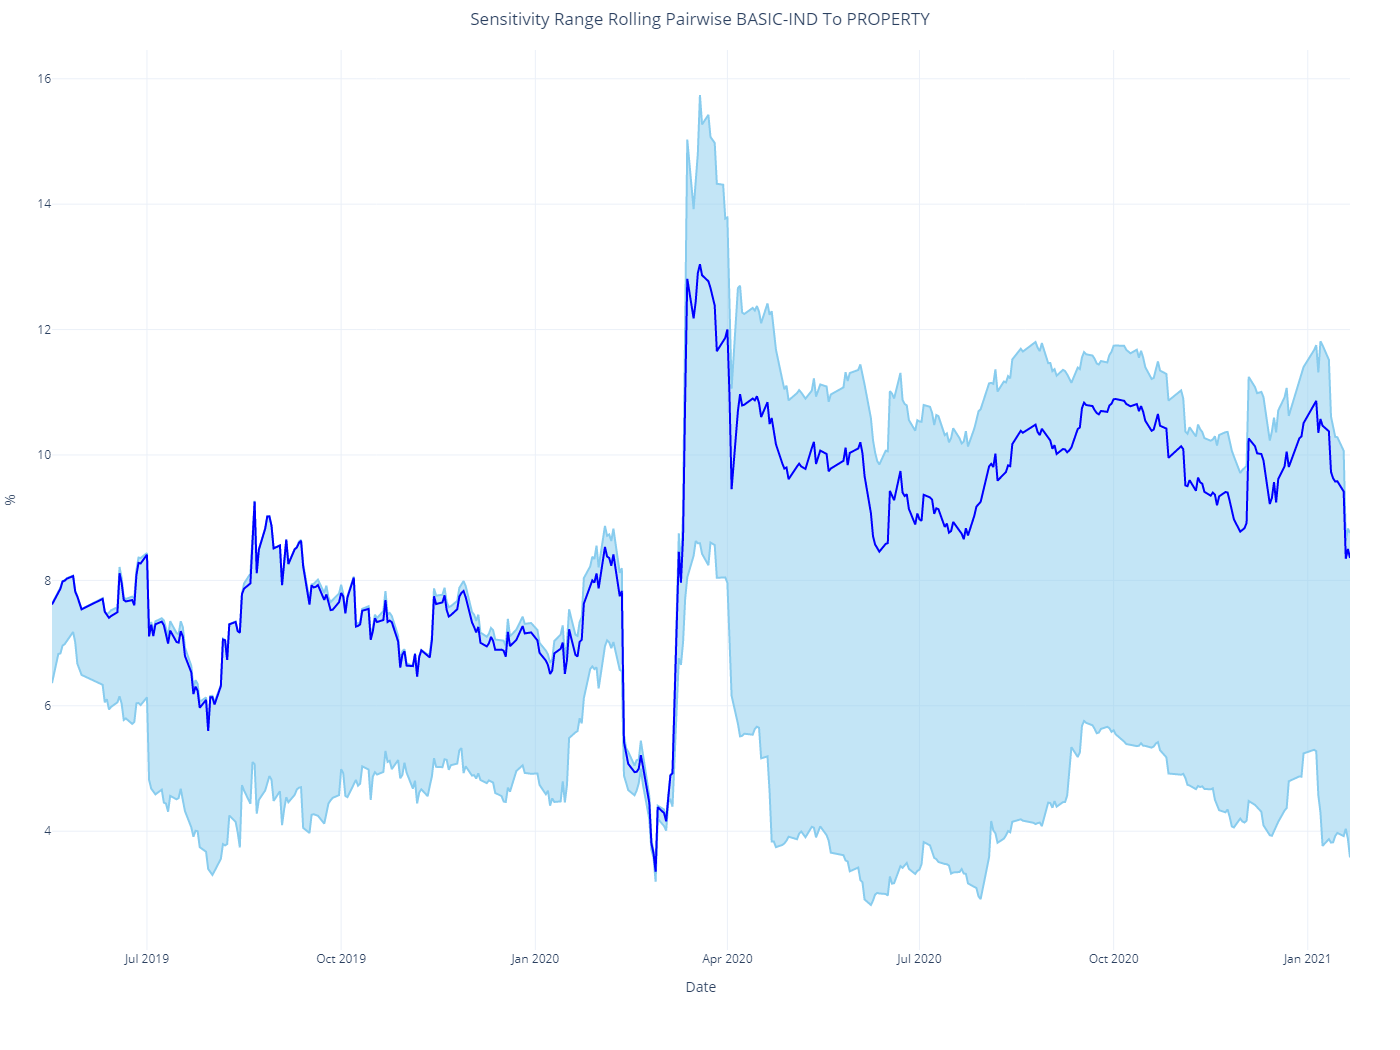 Sensitivity Range Rolling Pairwise BASIC-IND To PROPERTY
16
14
12
10
8
6
4
%
Jul 2019
Oct 2019
Jan 2020
Apr 2020
Jul 2020
Oct 2020
Jan 2021
Date